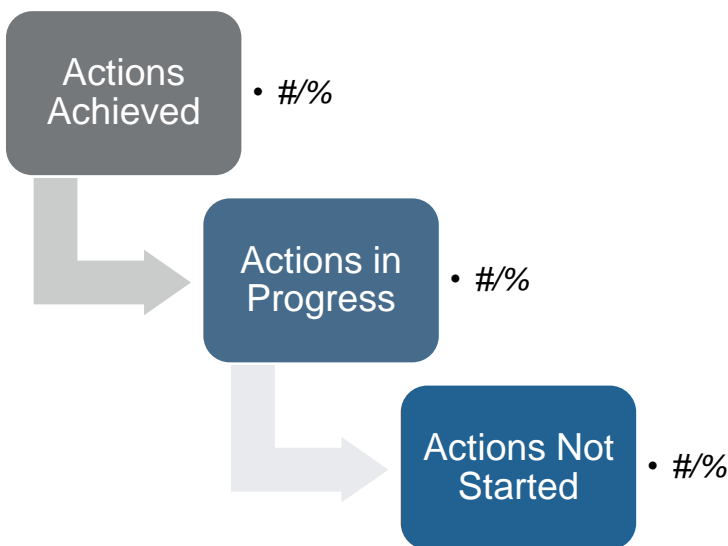 Actions
Achieved
• #/%
Actions in
Progress
• #/%
Actions Not
Started
• #/%